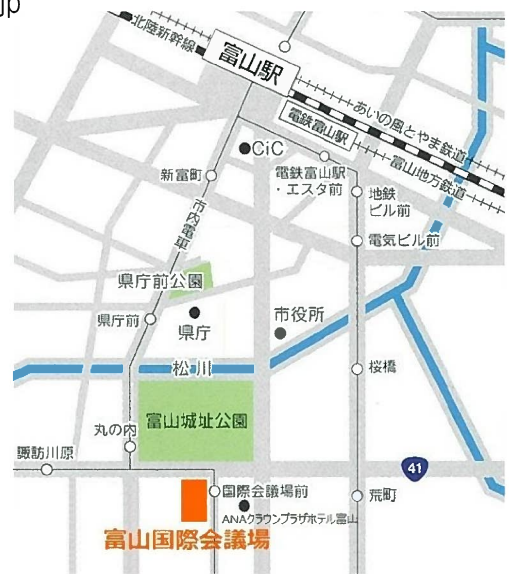 jp
北陸新幹線
富山駅
あいの風とやま鉄道
電鉄富山駅
富山地方鉄道
CiC
新富町
電鉄富山駅
・エスタ前
地鉄
ビル前
市内電車
電気ビル前
県庁前公園
県庁前
県庁
市役所
松川
桜橋
富山城址公園
丸の内
諏訪川原
41
国際会議場前
荒町
ANAクラウンプラザホテル富山
富山国際会議場